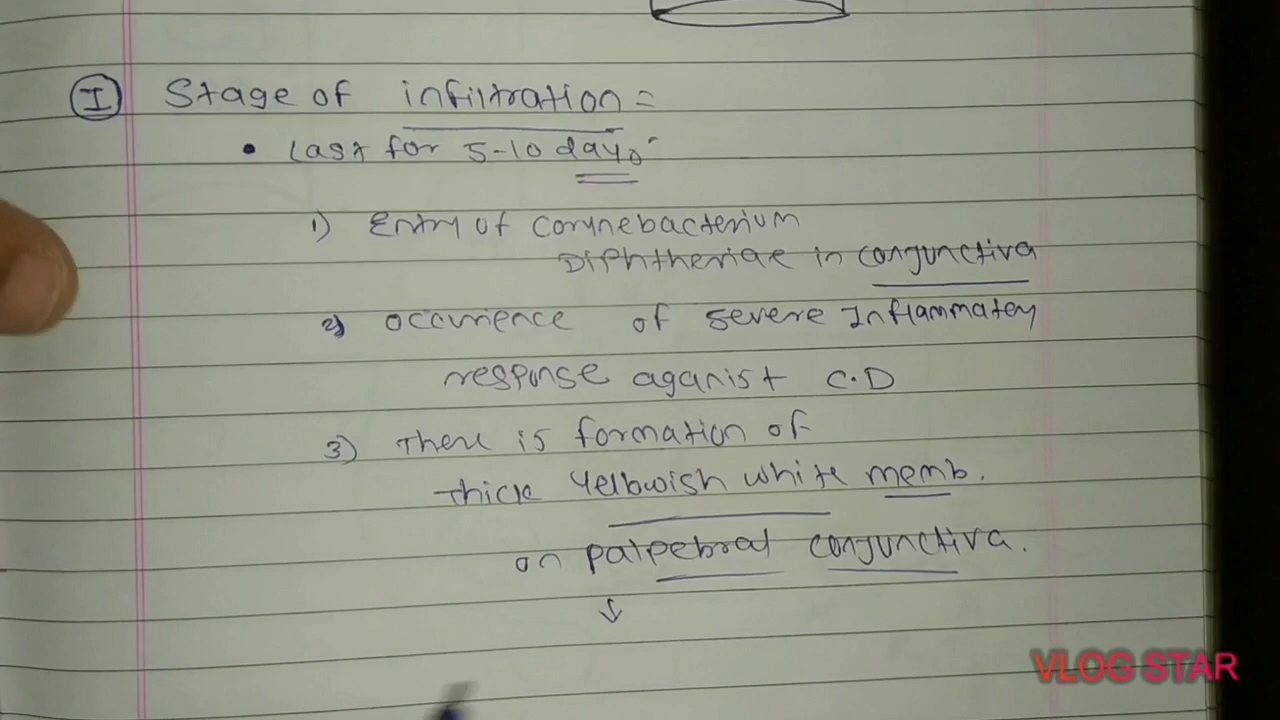 I Stage of infiltration =
• Last for 5-10 days
1) Entry of corynebacterium
Diphtheriae in conjunctiva
2) occurrence of severe Inflammatory
response aganist C.D
3) There is formation of
thick Yellowish white memb.
on palpebral conjunctiva.
↓
VLOG STAR